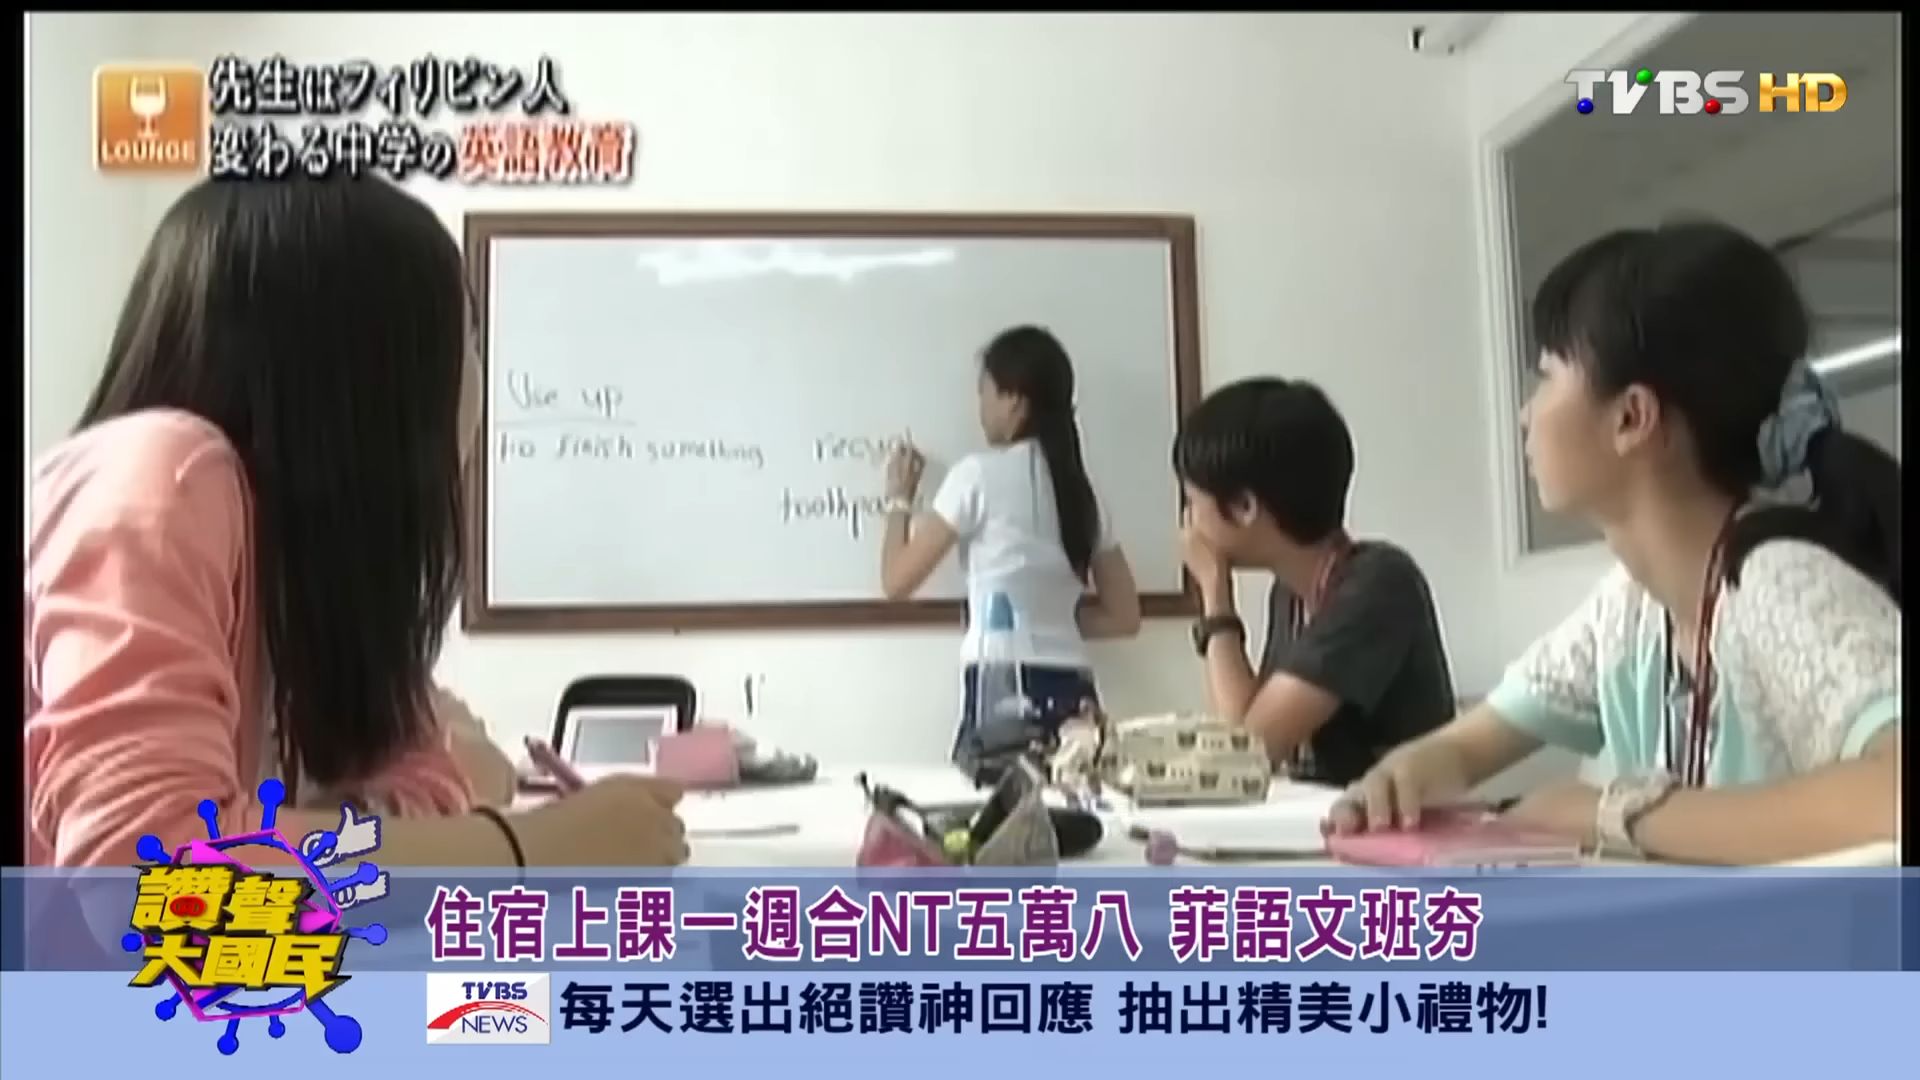 先生はフィリピン人
変わる中学の英語教育
LOUNGE
TVBS HD
Use up
to finish something
讚聲
大國民
住宿上課一週合NT五萬八 菲語文班夯
TVBS
NEWS
每天選出絕讚神回應 抽出精美小禮物!